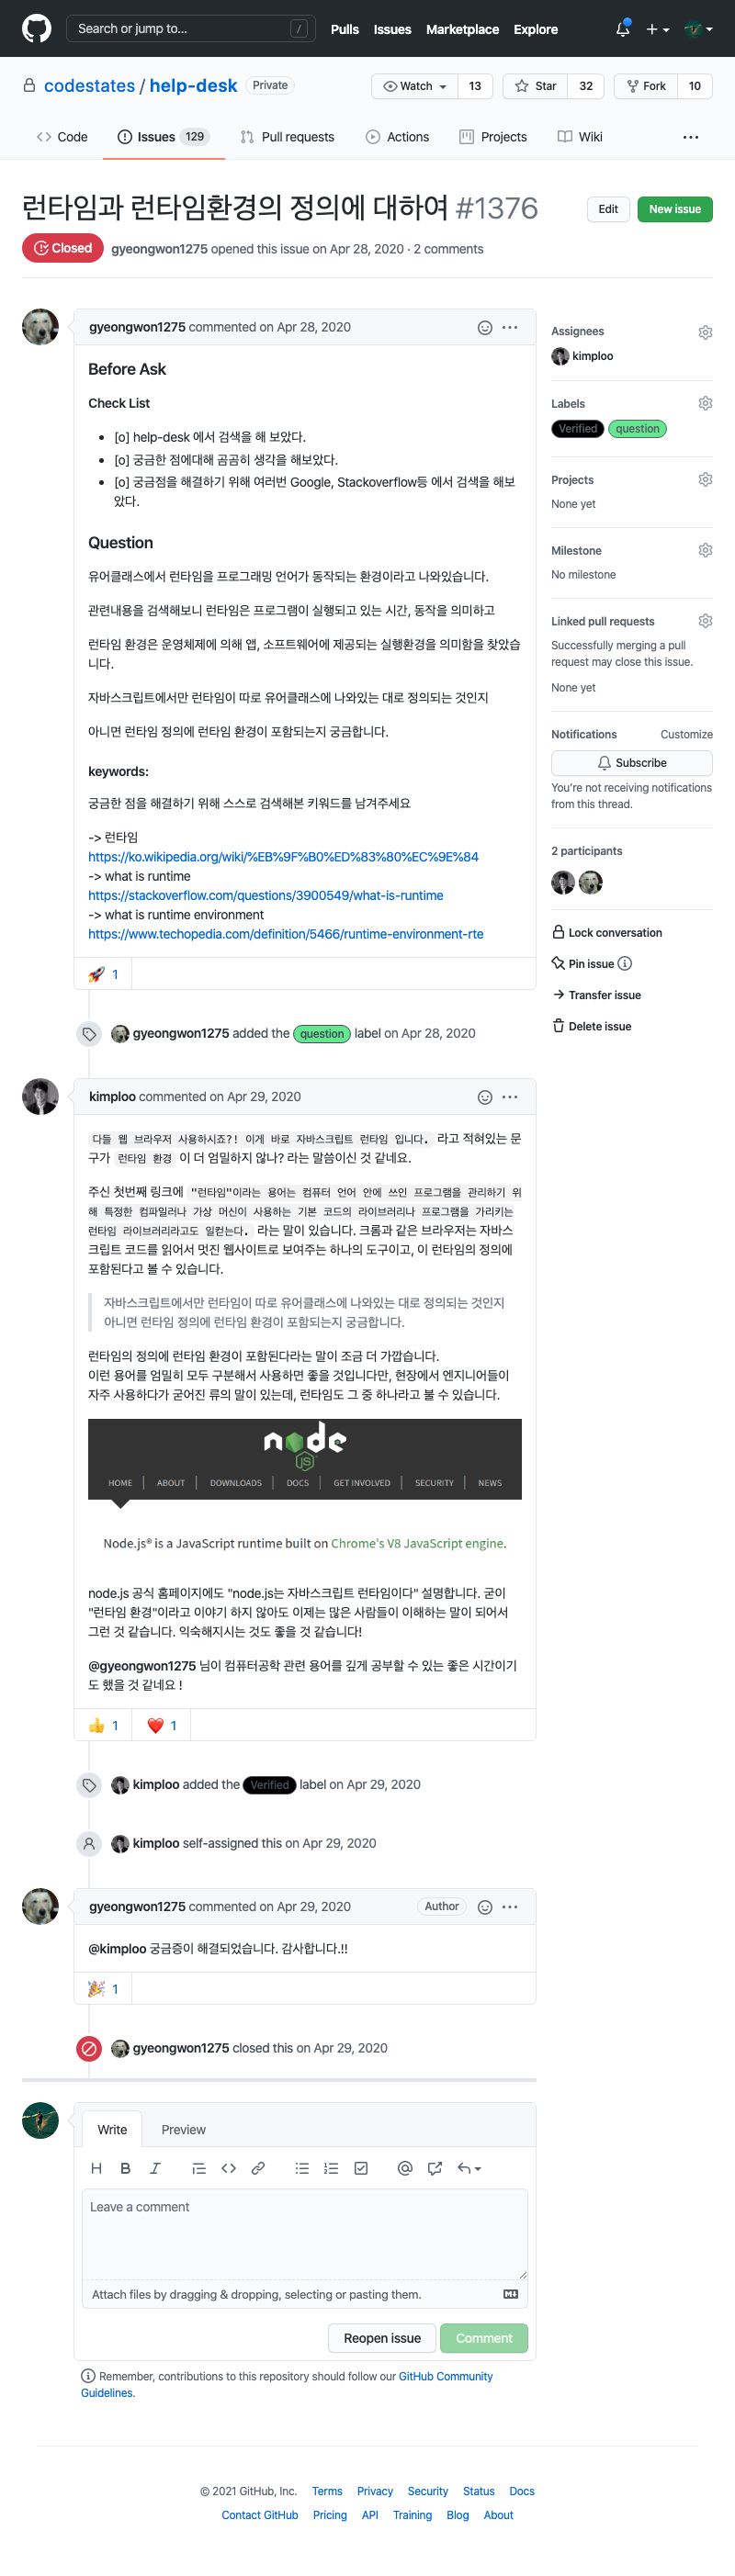 Search or jump to... /
Pulls Issues Marketplace Explore
codestates / help-desk Private
Watch 13 Star 32 Fork 10
Code Issues 129 Pull requests Actions Projects Wiki
런타임과 런타임환경의 정의에 대하여 #1376
Edit New issue
Closed gyeongwon1275 opened this issue on Apr 28, 2020 · 2 comments
gyeongwon1275 commented on Apr 28, 2020
Before Ask
Check List
[o] help-desk 에서 검색을 해 보았다.
[o] 궁금한 점에대해 곰곰히 생각을 해보았다.
[o] 궁금점을 해결하기 위해 여러번 Google, Stackoverflow등 에서 검색을 해보
았다.
Question
유어클래스에서 런타임을 프로그래밍 언어가 동작되는 환경이라고 나와있습니다.
관련내용을 검색해보니 런타임은 프로그램이 실행되고 있는 시간, 동작을 의미하고
런타임 환경은 운영체제에 의해 앱, 소프트웨어에 제공되는 실행환경을 의미함을 찾았습
니다.
자바스크립트에서만 런타임이 따로 유어클래스에 나와있는 대로 정의되는 것인지
아니면 런타임 정의에 런타임 환경이 포함되는지 궁금합니다.
keywords:
궁금한 점을 해결하기 위해 스스로 검색해본 키워드를 남겨주세요
-> 런타임
https://ko.wikipedia.org/wiki/%EB%9F%B0%ED%83%80%EC%9E%84
-> what is runtime
https://stackoverflow.com/questions/3900549/what-is-runtime
-> what is runtime environment
https://www.techopedia.com/definition/5466/runtime-environment-rte
🚀 1
Assignees
kimploo
Labels
Verified question
Projects
None yet
Milestone
No milestone
Linked pull requests
Successfully merging a pull
request may close this issue.
None yet
Notifications Customize
Subscribe
You're not receiving notifications
from this thread.
2 participants
Lock conversation
Pin issue
Transfer issue
Delete issue
gyeongwon1275 added the question label on Apr 28, 2020
kimploo commented on Apr 29, 2020
다들 웹 브라우저 사용하시죠?! 이게 바로 자바스크립트 런타임 입니다. 라고 적혀있는 문
구가 런타임 환경 이 더 엄밀하지 않나? 라는 말씀이신 것 같네요.
주신 첫번째 링크에 "런타임"이라는 용어는 컴퓨터 언어 안에 쓰인 프로그램을 관리하기 위
해 특정한 컴파일러나 가상 머신이 사용하는 기본 코드의 라이브러리나 프로그램을 가리키는
런타임 라이브러리라고도 일컫는다. 라는 말이 있습니다. 크롬과 같은 브라우저는 자바스
크립트 코드를 읽어서 멋진 웹사이트로 보여주는 하나의 도구이고, 이 런타임의 정의에
포함된다고 볼 수 있습니다.
자바스크립트에서만 런타임이 따로 유어클래스에 나와있는 대로 정의되는 것인지
아니면 런타임 정의에 런타임 환경이 포함되는지 궁금합니다.
런타임의 정의에 런타임 환경이 포함된다라는 말이 조금 더 가깝습니다.
이런 용어를 엄밀히 모두 구분해서 사용하면 좋을 것입니다만, 현장에서 엔지니어들이
자주 사용하다가 굳어진 류의 말이 있는데, 런타임도 그 중 하나라고 볼 수 있습니다.
node
JS
HOME ABOUT DOWNLOADS DOCS GET INVOLVED SECURITY NEWS
Node.js® is a JavaScript runtime built on Chrome's V8 JavaScript engine.
node.js 공식 홈페이지에도 "node.js는 자바스크립트 런타임이다" 설명합니다. 굳이
"런타임 환경"이라고 이야기 하지 않아도 이제는 많은 사람들이 이해하는 말이 되어서
그런 것 같습니다. 익숙해지시는 것도 좋을 것 같습니다!
@gyeongwon1275 님이 컴퓨터공학 관련 용어를 깊게 공부할 수 있는 좋은 시간이기
도 했을 것 같네요 !
👍 1 ❤️ 1
kimploo added the Verified label on Apr 29, 2020
kimploo self-assigned this on Apr 29, 2020
gyeongwon1275 commented on Apr 29, 2020 Author
@kimploo 궁금증이 해결되었습니다. 감사합니다.!!
🎉 1
gyeongwon1275 closed this on Apr 29, 2020
Write Preview
Leave a comment
Attach files by dragging & dropping, selecting or pasting them.
Reopen issue Comment
Remember, contributions to this repository should follow our GitHub Community
Guidelines.
© 2021 GitHub, Inc. Terms Privacy Security Status Docs
Contact GitHub Pricing API Training Blog About